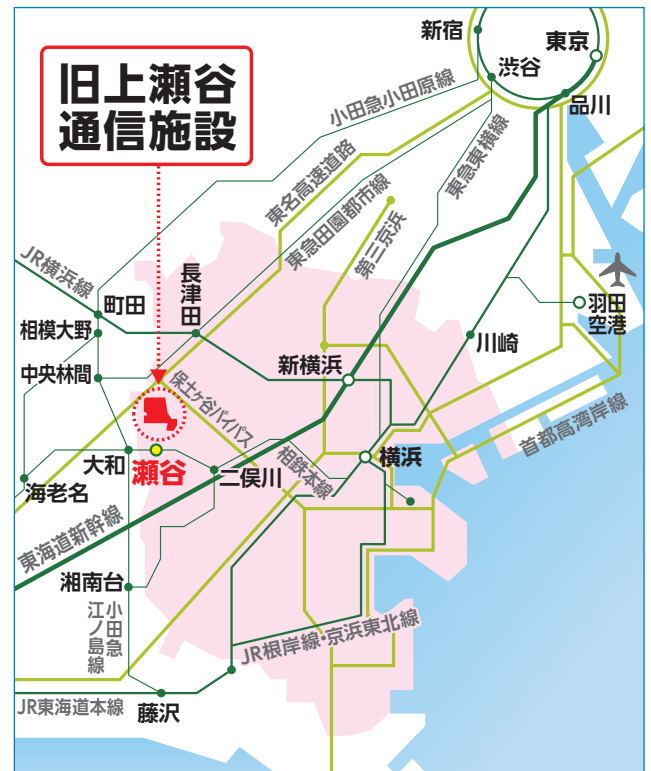 旧上瀬谷
通信施設
新宿
東京
渋谷
品川
小田急小田原線
東名高速道路
東急田園都市線
東急東横線
第三京浜
JR横浜線
町田
長津田
相模大野
中央林間
新横浜
川崎
羽田
空港
保土ヶ谷バイパス
首都高湾岸線
大和
瀬谷
二俣川
相鉄本線
横浜
海老名
東海道新幹線
湘南台
小田急
江ノ島線
JR根岸線・京浜東北線
JR東海道本線
藤沢